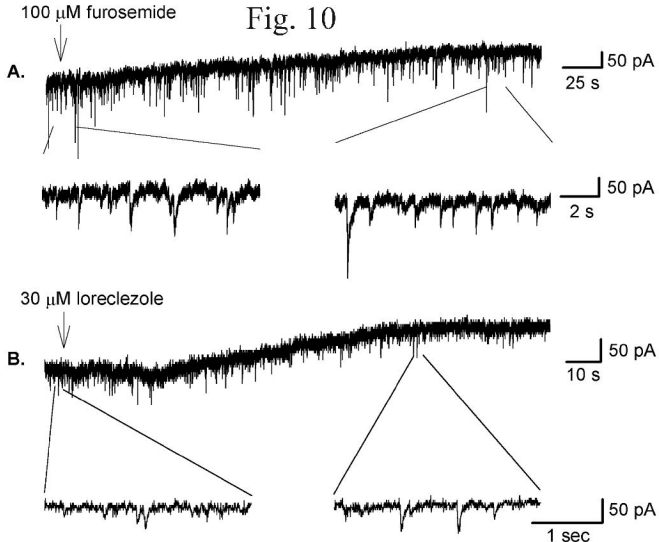 Fig. 10
100 μM furosemide
A.
50 pA
25 s
50 pA
2 s
30 μM loreclezole
B.
50 pA
10 s
50 pA
1 sec